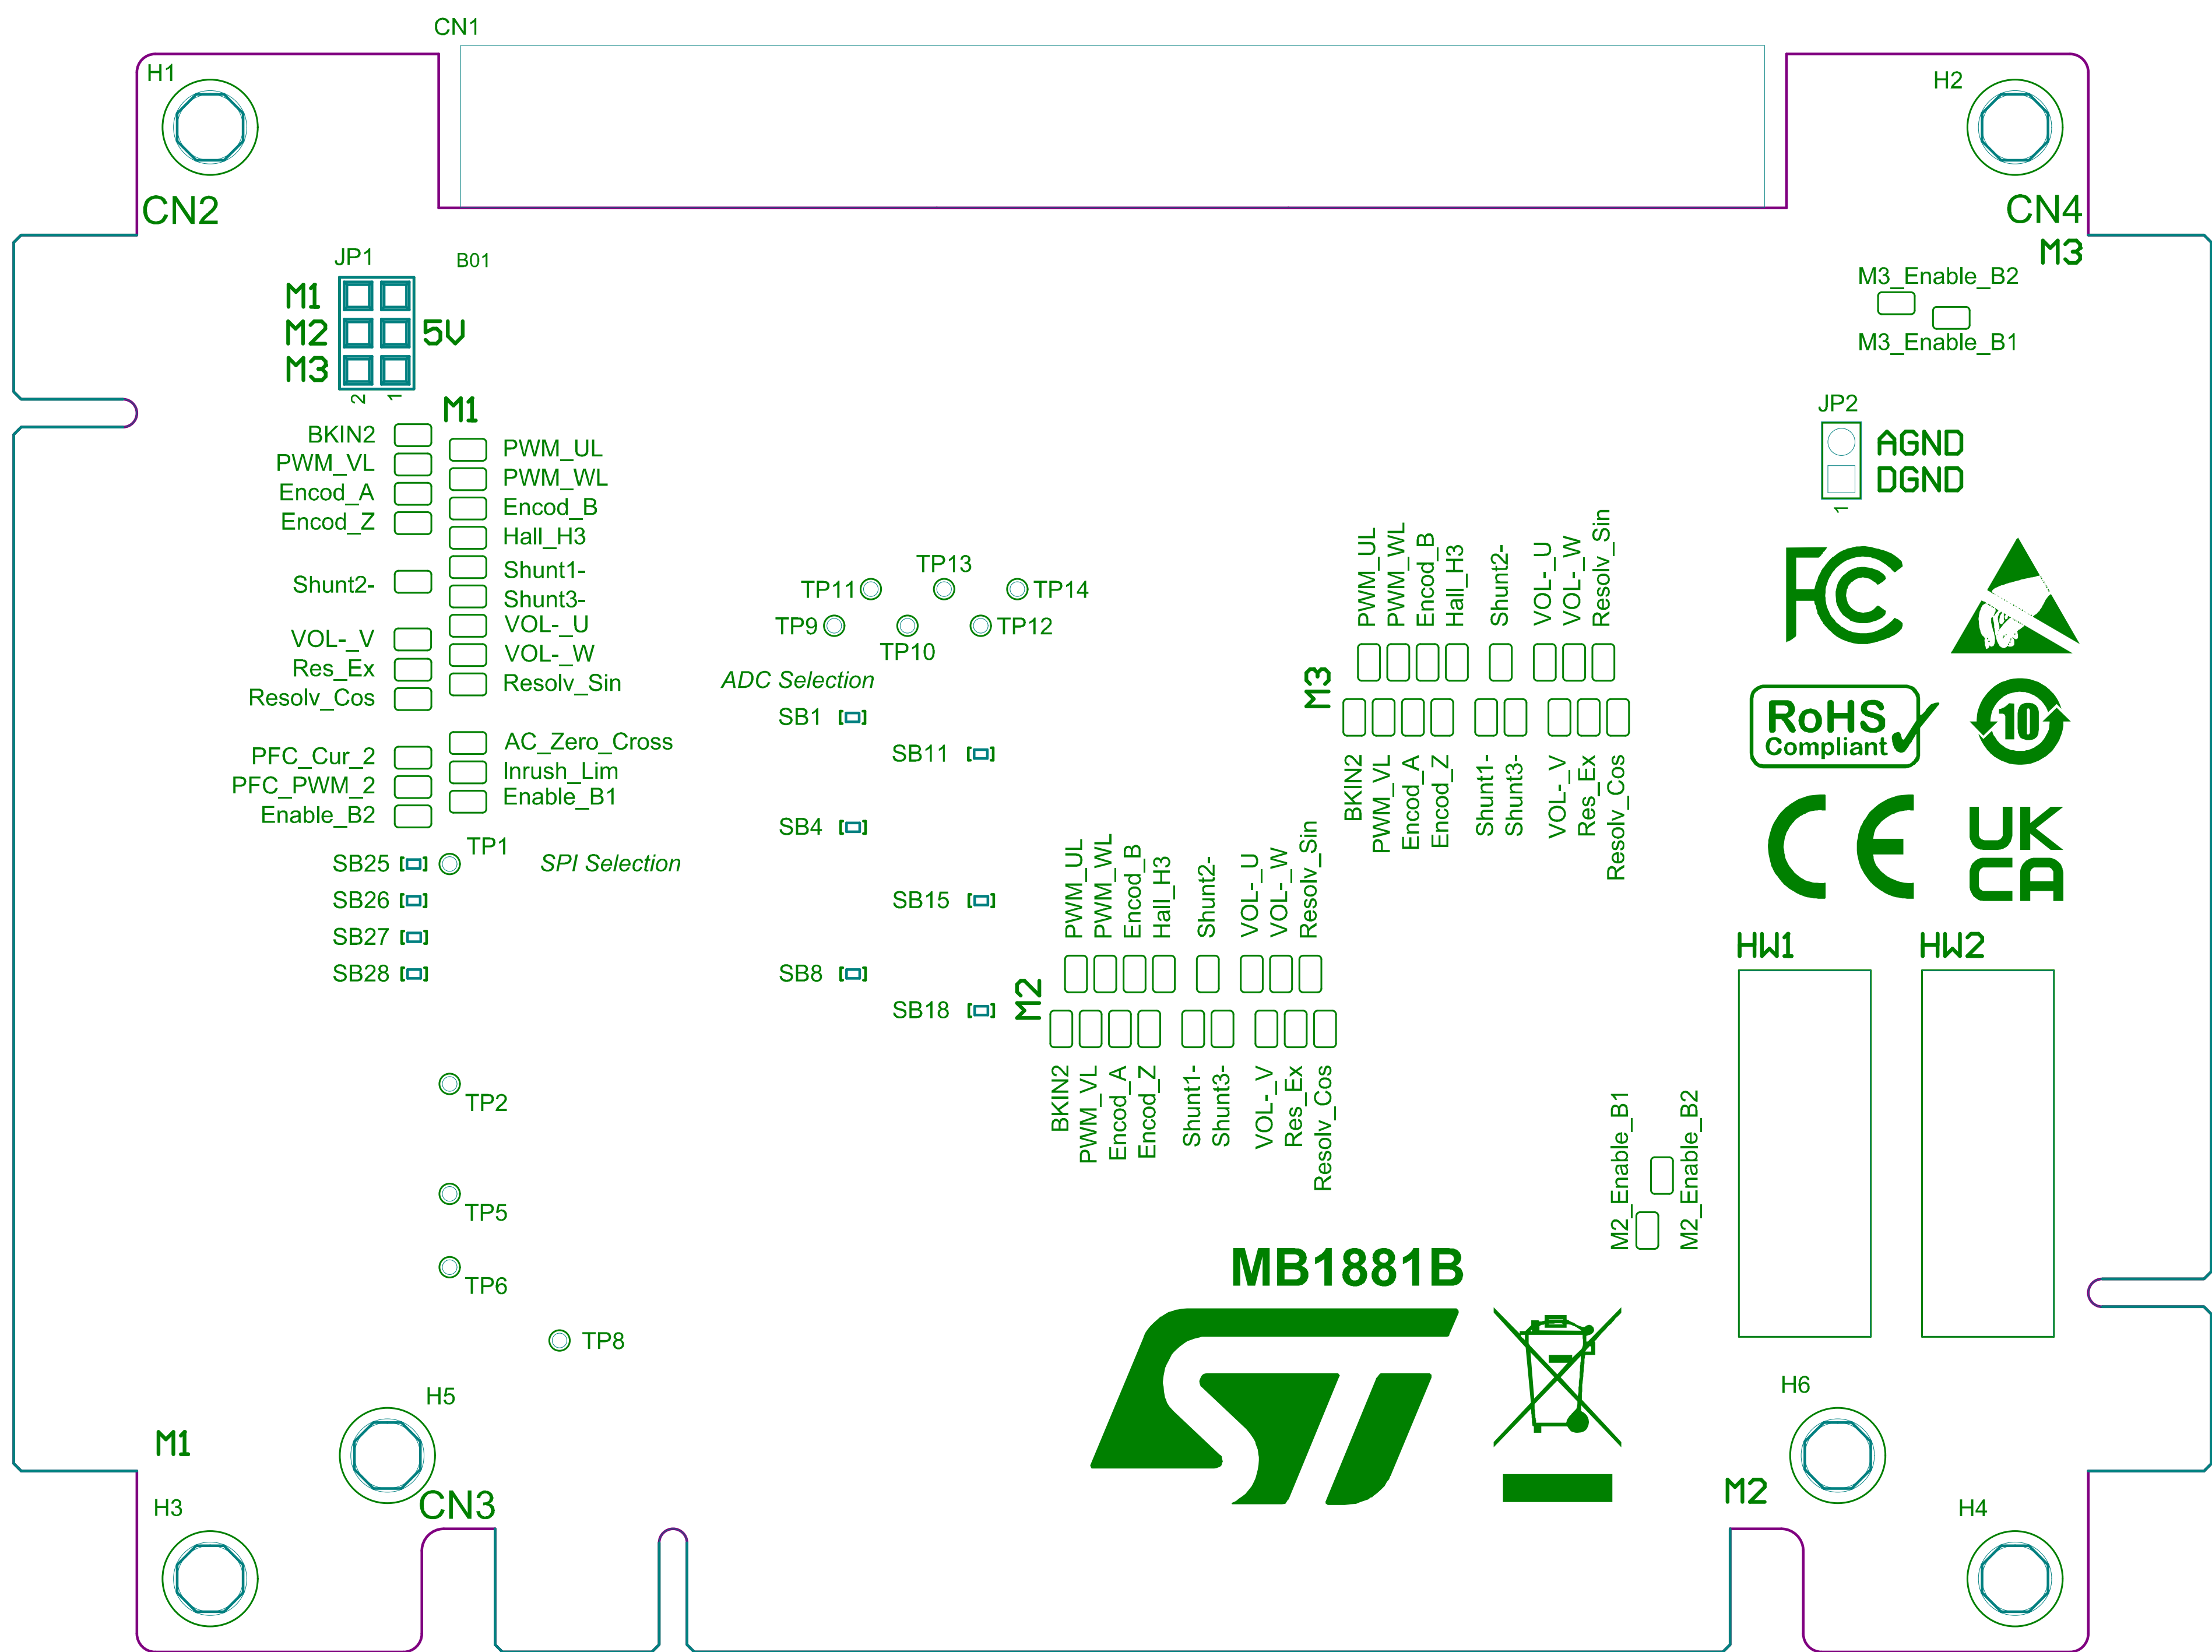 CN1
H1
H2
CN2
CN4
M3
JP1
B01
M1
M2
M3
5V
2
1
M3_Enable_B2
M3_Enable_B1
M1
BKIN2
PWM_VL
Encod_A
Encod_Z
Shunt2-
VOL-_V
Res_Ex
Resolv_Cos
PFC_Cur_2
PFC_PWM_2
Enable_B2
PWM_UL
PWM_WL
Encod_B
Hall_H3
Shunt1-
Shunt3-
VOL-_U
VOL-_W
Resolv_Sin
AC_Zero_Cross
Inrush_Lim
Enable_B1
JP2
AGND
DGND
1
TP13
TP11
TP14
TP9
TP12
TP10
ADC Selection
SB1
SB11
SB4
SB15
SB8
SB18
M3
PWM_UL
PWM_WL
Encod_B
Hall_H3
Shunt2-
VOL-_U
VOL-_W
Resolv_Sin
BKIN2
PWM_VL
Encod_A
Encod_Z
Shunt1-
Shunt3-
VOL-_V
Res_Ex
Resolv_Cos
FCC
RoHS
Compliant
10
CE
UK
CA
TP1
SPI Selection
SB25
SB26
SB27
SB28
M2
PWM_UL
PWM_WL
Encod_B
Hall_H3
Shunt2-
VOL-_U
VOL-_W
Resolv_Sin
BKIN2
PWM_VL
Encod_A
Encod_Z
Shunt1-
Shunt3-
VOL-_V
Res_Ex
Resolv_Cos
HW1
HW2
TP2
TP5
TP6
TP8
M2_Enable_B1
M2_Enable_B2
MB1881B
ST
H5
H6
M1
CN3
M2
H3
H4